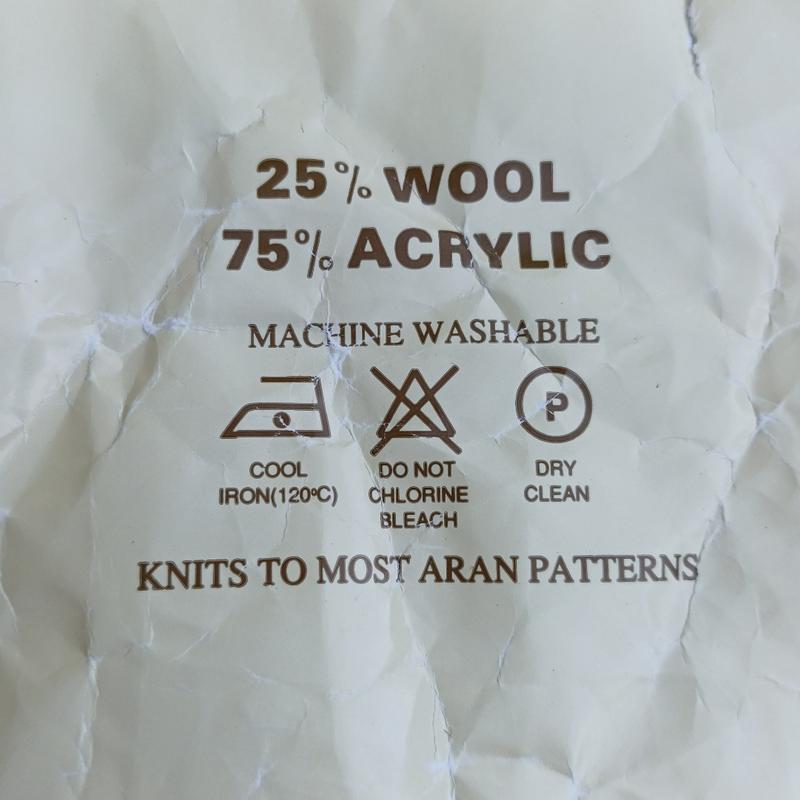 25% WOOL
75% ACRYLIC
MACHINE WASHABLE
P
COOL
IRON(120ºC)
DO NOT
CHLORINE
BLEACH
DRY
CLEAN
KNITS TO MOST ARAN PATTERNS